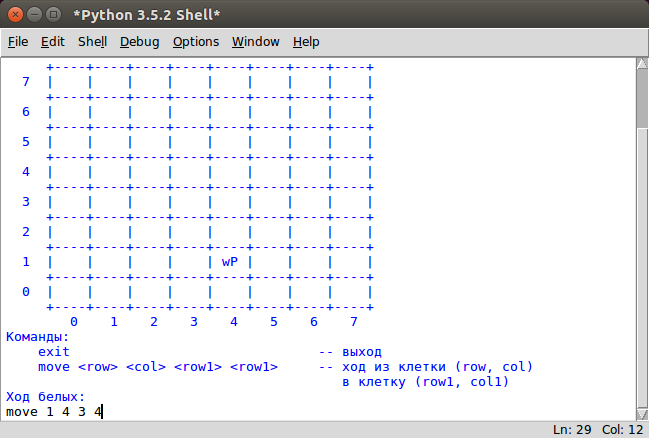 *Python 3.5.2 Shell*
File Edit Shell Debug Options Window Help
+----+----+----+----+----+----+----+----+
7 |    |    |    |    |    |    |    |    |
+----+----+----+----+----+----+----+----+
6 |    |    |    |    |    |    |    |    |
+----+----+----+----+----+----+----+----+
5 |    |    |    |    |    |    |    |    |
+----+----+----+----+----+----+----+----+
4 |    |    |    |    |    |    |    |    |
+----+----+----+----+----+----+----+----+
3 |    |    |    |    |    |    |    |    |
+----+----+----+----+----+----+----+----+
2 |    |    |    |    |    |    |    |    |
+----+----+----+----+----+----+----+----+
1 |    |    |    |    | wP |    |    |    |
+----+----+----+----+----+----+----+----+
0 |    |    |    |    |    |    |    |    |
+----+----+----+----+----+----+----+----+
0 1 2 3 4 5 6 7
Команды:
exit -- выход
move <row> <col> <row1> <row1> -- ход из клетки (row, col)
в клетку (row1, col1)
Ход белых:
move 1 4 3 4
Ln: 29 Col: 12